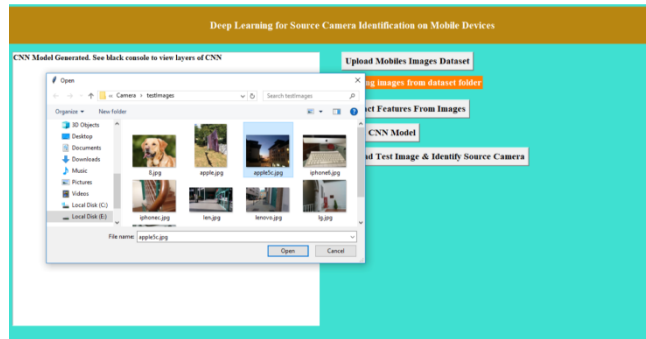 Deep Learning for Source Camera Identification on Mobile Devices
CNN Model Generated. See black console to view layers of CNN
Upload Mobiles Images Dataset
ng images from dataset folder
ct Features From Images
CNN Model
d Test Image & Identify Source Camera
Open
« Camera › testImages
Search testImages
Organize
New folder
3D Objects
Desktop
Documents
Downloads
Music
Pictures
Videos
Local Disk (C:)
Local Disk (E:)
apple.jpg
apple5c.jpg
iphone6.jpg
iphonec.jpg
len.jpg
lenovo.jpg
lg.jpg
File name: apple5c.jpg
Open
Cancel